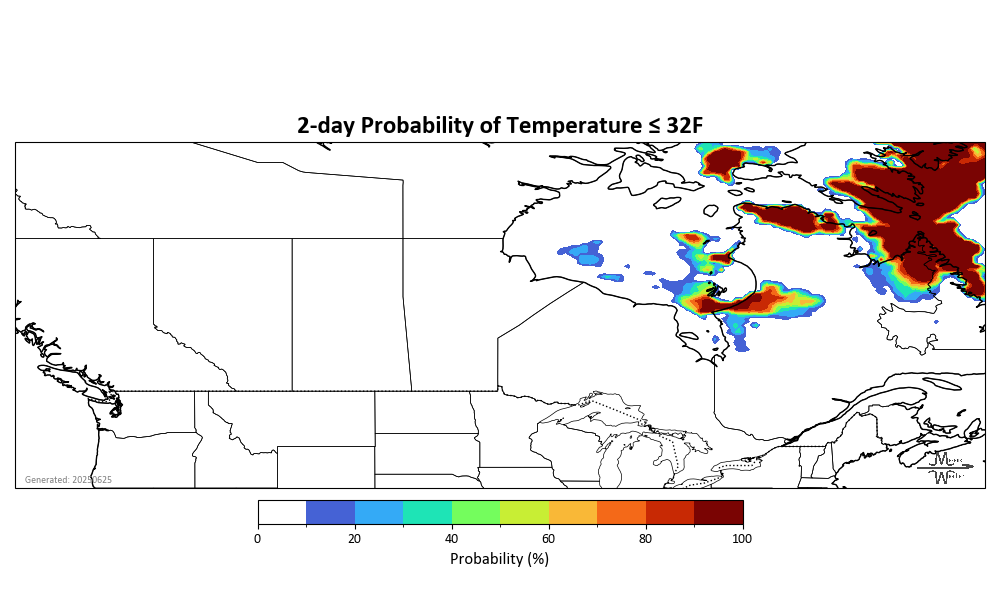 2-day Probability of Temperature ≤ 32F
Generated: 20250625
0 20 40 60 80 100
Probability (%)